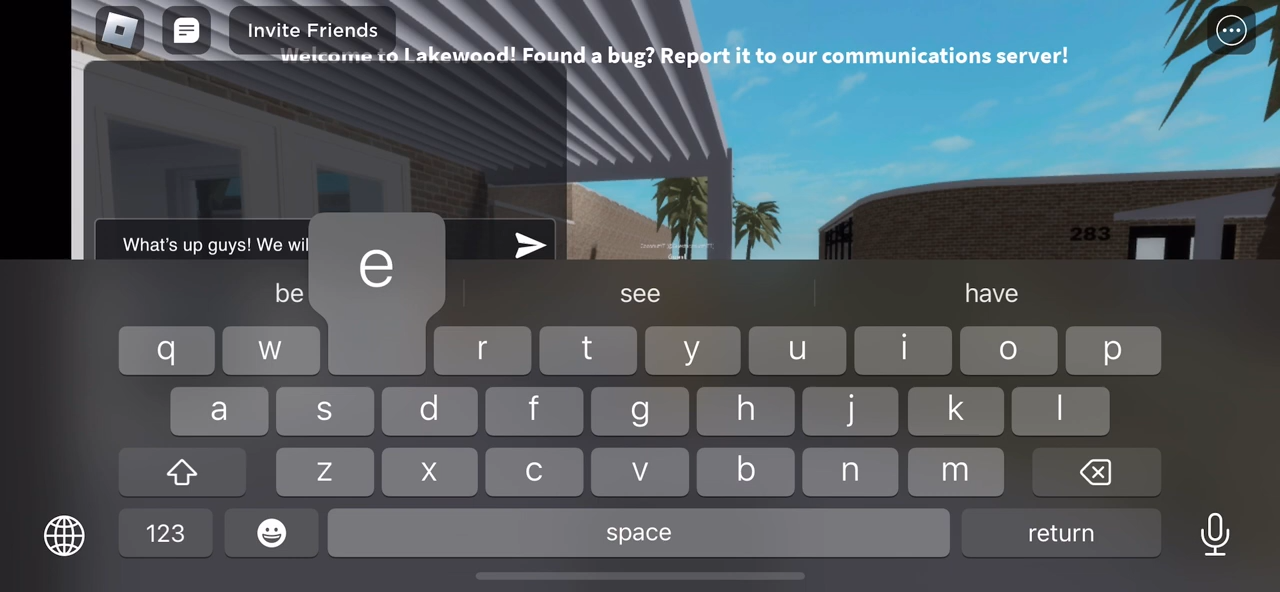 Invite Friends
Welcome to Lakewood! Found a bug? Report it to our communications server!
283
What's up guys! We wil
e
be see have
q w r t y u i o p
a s d f g h j k l
z x c v b n m
123 space return